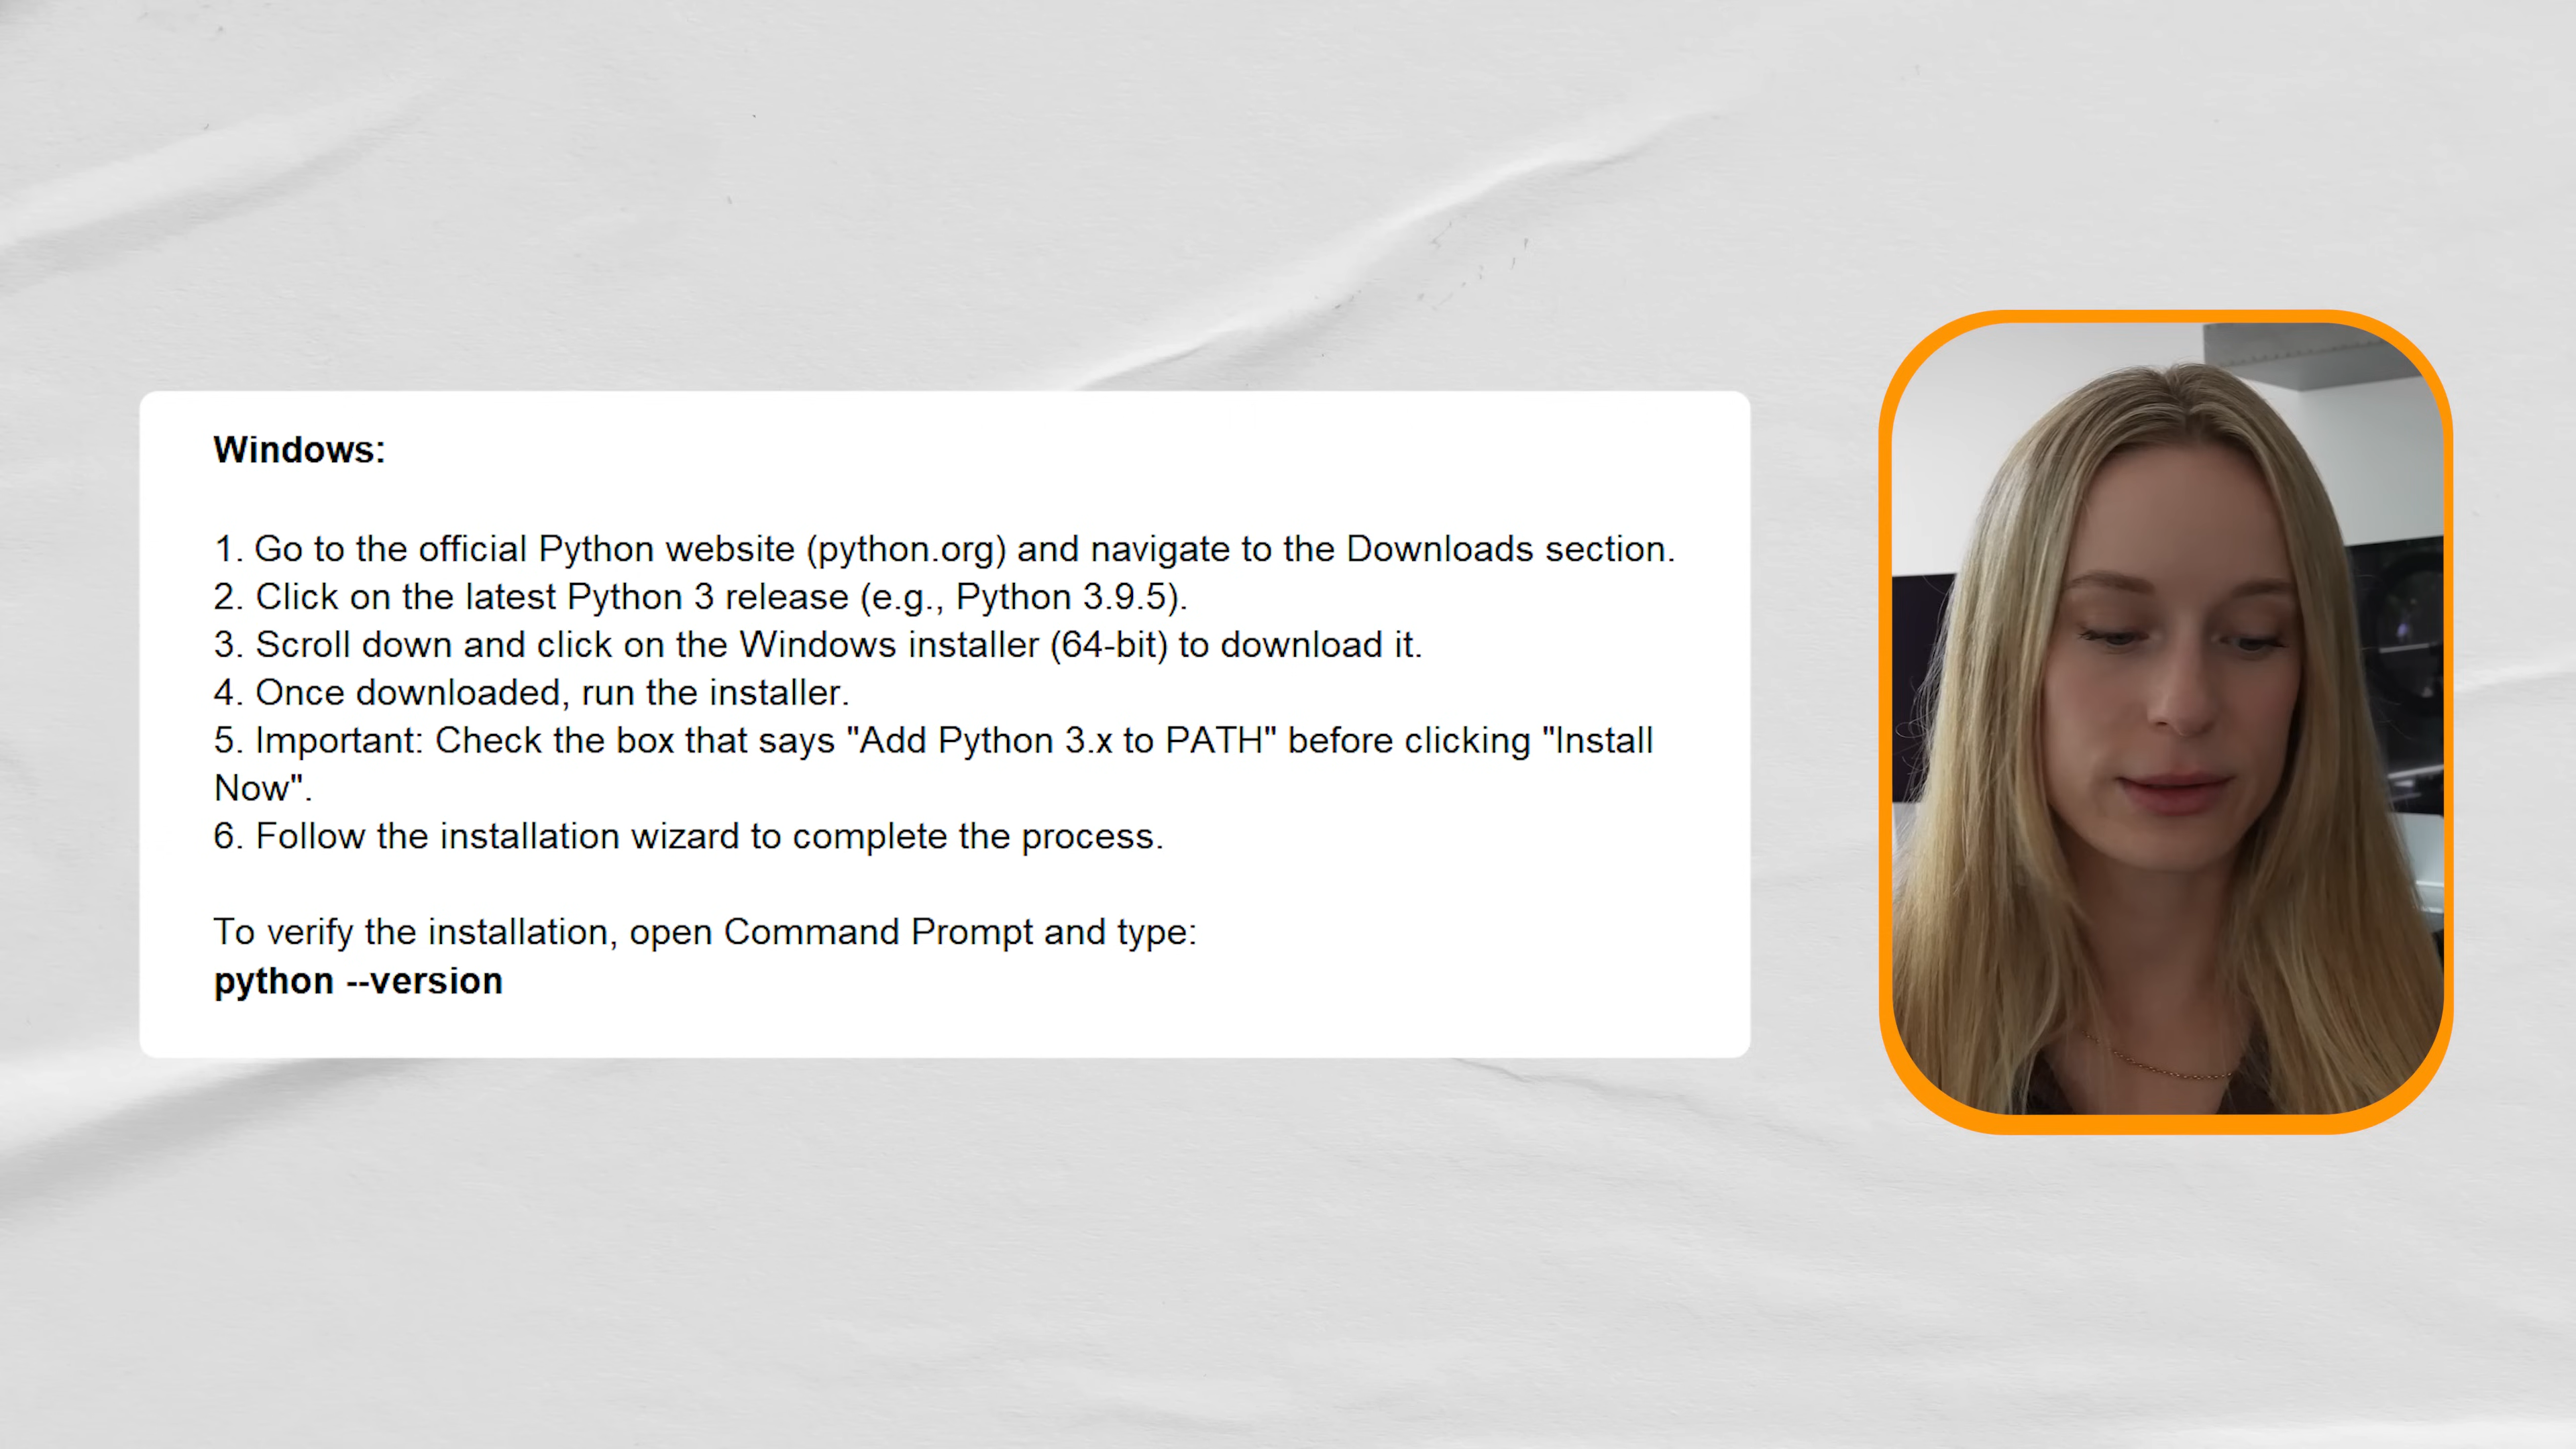 Windows:
1. Go to the official Python website (python.org) and navigate to the Downloads section.
2. Click on the latest Python 3 release (e.g., Python 3.9.5).
3. Scroll down and click on the Windows installer (64-bit) to download it.
4. Once downloaded, run the installer.
5. Important: Check the box that says "Add Python 3.x to PATH" before clicking "Install
Now".
6. Follow the installation wizard to complete the process.
To verify the installation, open Command Prompt and type:
python --version